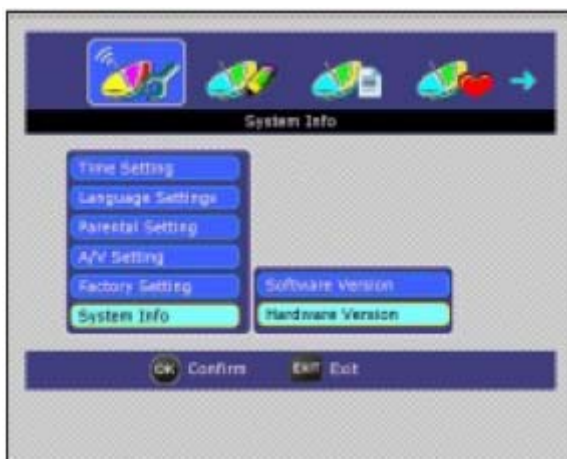 System Info
Time Setting
Language Settings
Parental Setting
A/V Setting
Factory Setting
System Info
Software Version
Hardware Version
OK Confirm EXIT Exit